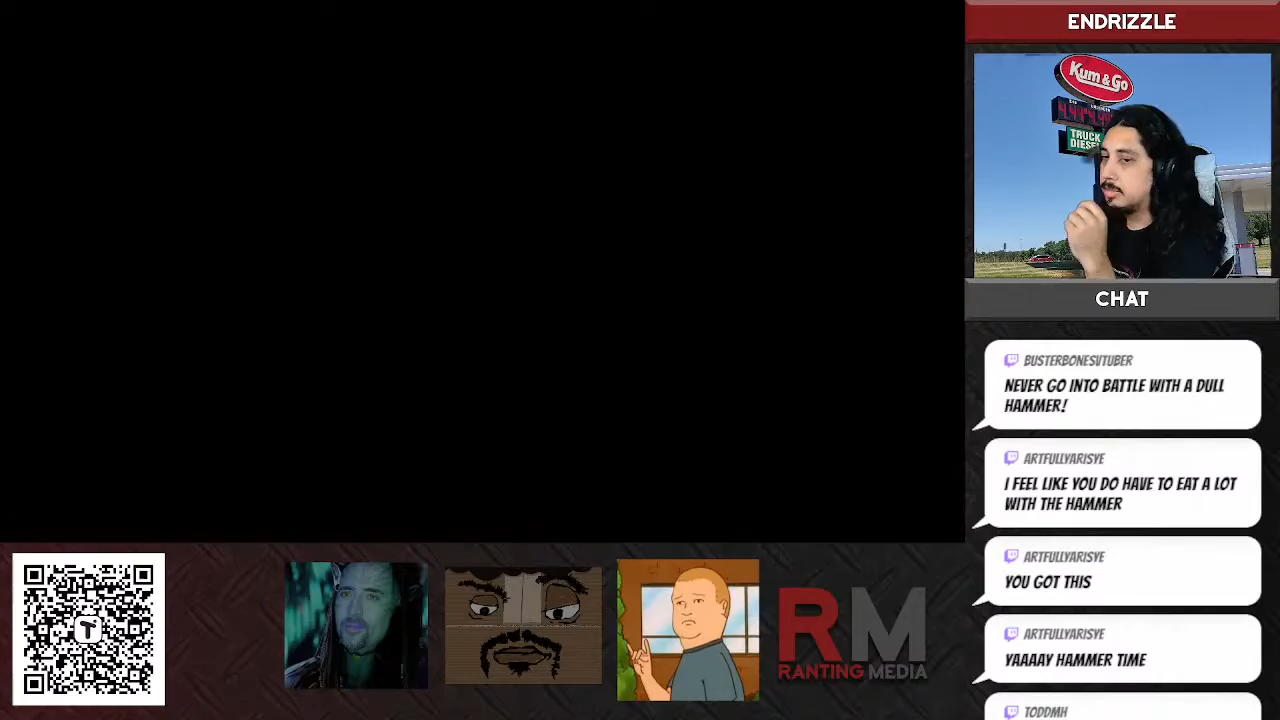 ENDRIZZLE
Kum & Go
TRUCK
DIESEL
CHAT
BUSTERBONESVTUBER
NEVER GO INTO BATTLE WITH A DULL
HAMMER!
ARTFULLYARISYE
I FEEL LIKE YOU DO HAVE TO EAT A LOT
WITH THE HAMMER
ARTFULLYARISYE
YOU GOT THIS
ARTFULLYARISYE
YAAAAY HAMMER TIME
TODDMH
RM
RANTING MEDIA